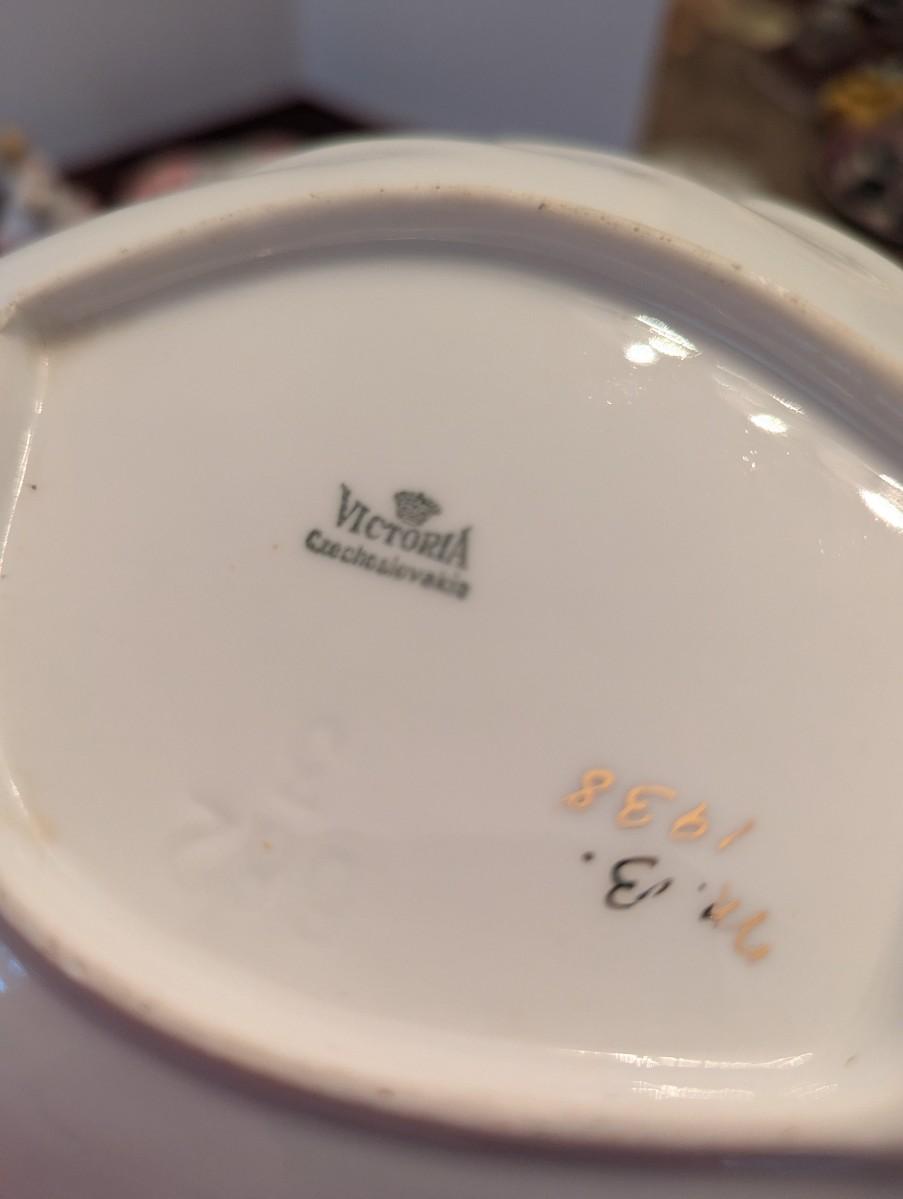 VICTORIA
Czechoslovakia
M. B.
1938